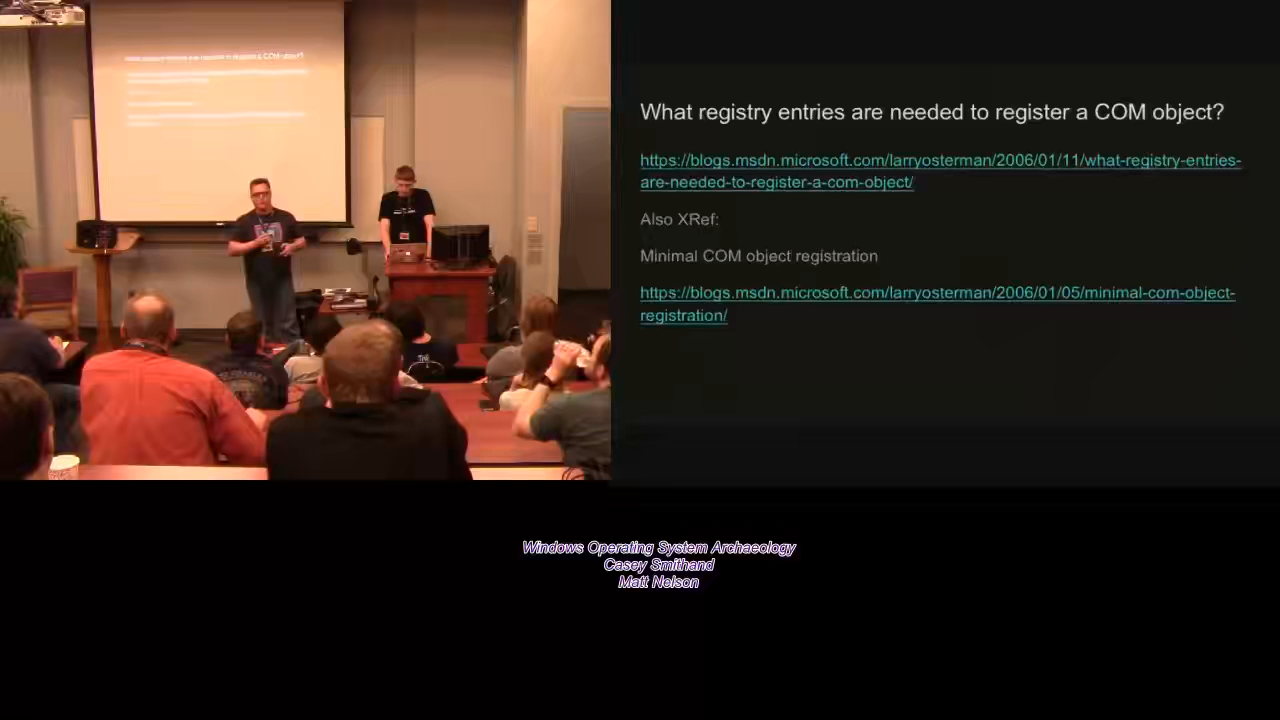 What registry entries are needed to register a COM object?
https://blogs.msdn.microsoft.com/larryosterman/2006/01/11/what-registry-entries-
are-needed-to-register-a-com-object/
Also XRef:
Minimal COM object registration
https://blogs.msdn.microsoft.com/larryosterman/2006/01/05/minimal-com-object-
registration/
Windows Operating System Archaeology
Casey Smithand
Matt Nelson